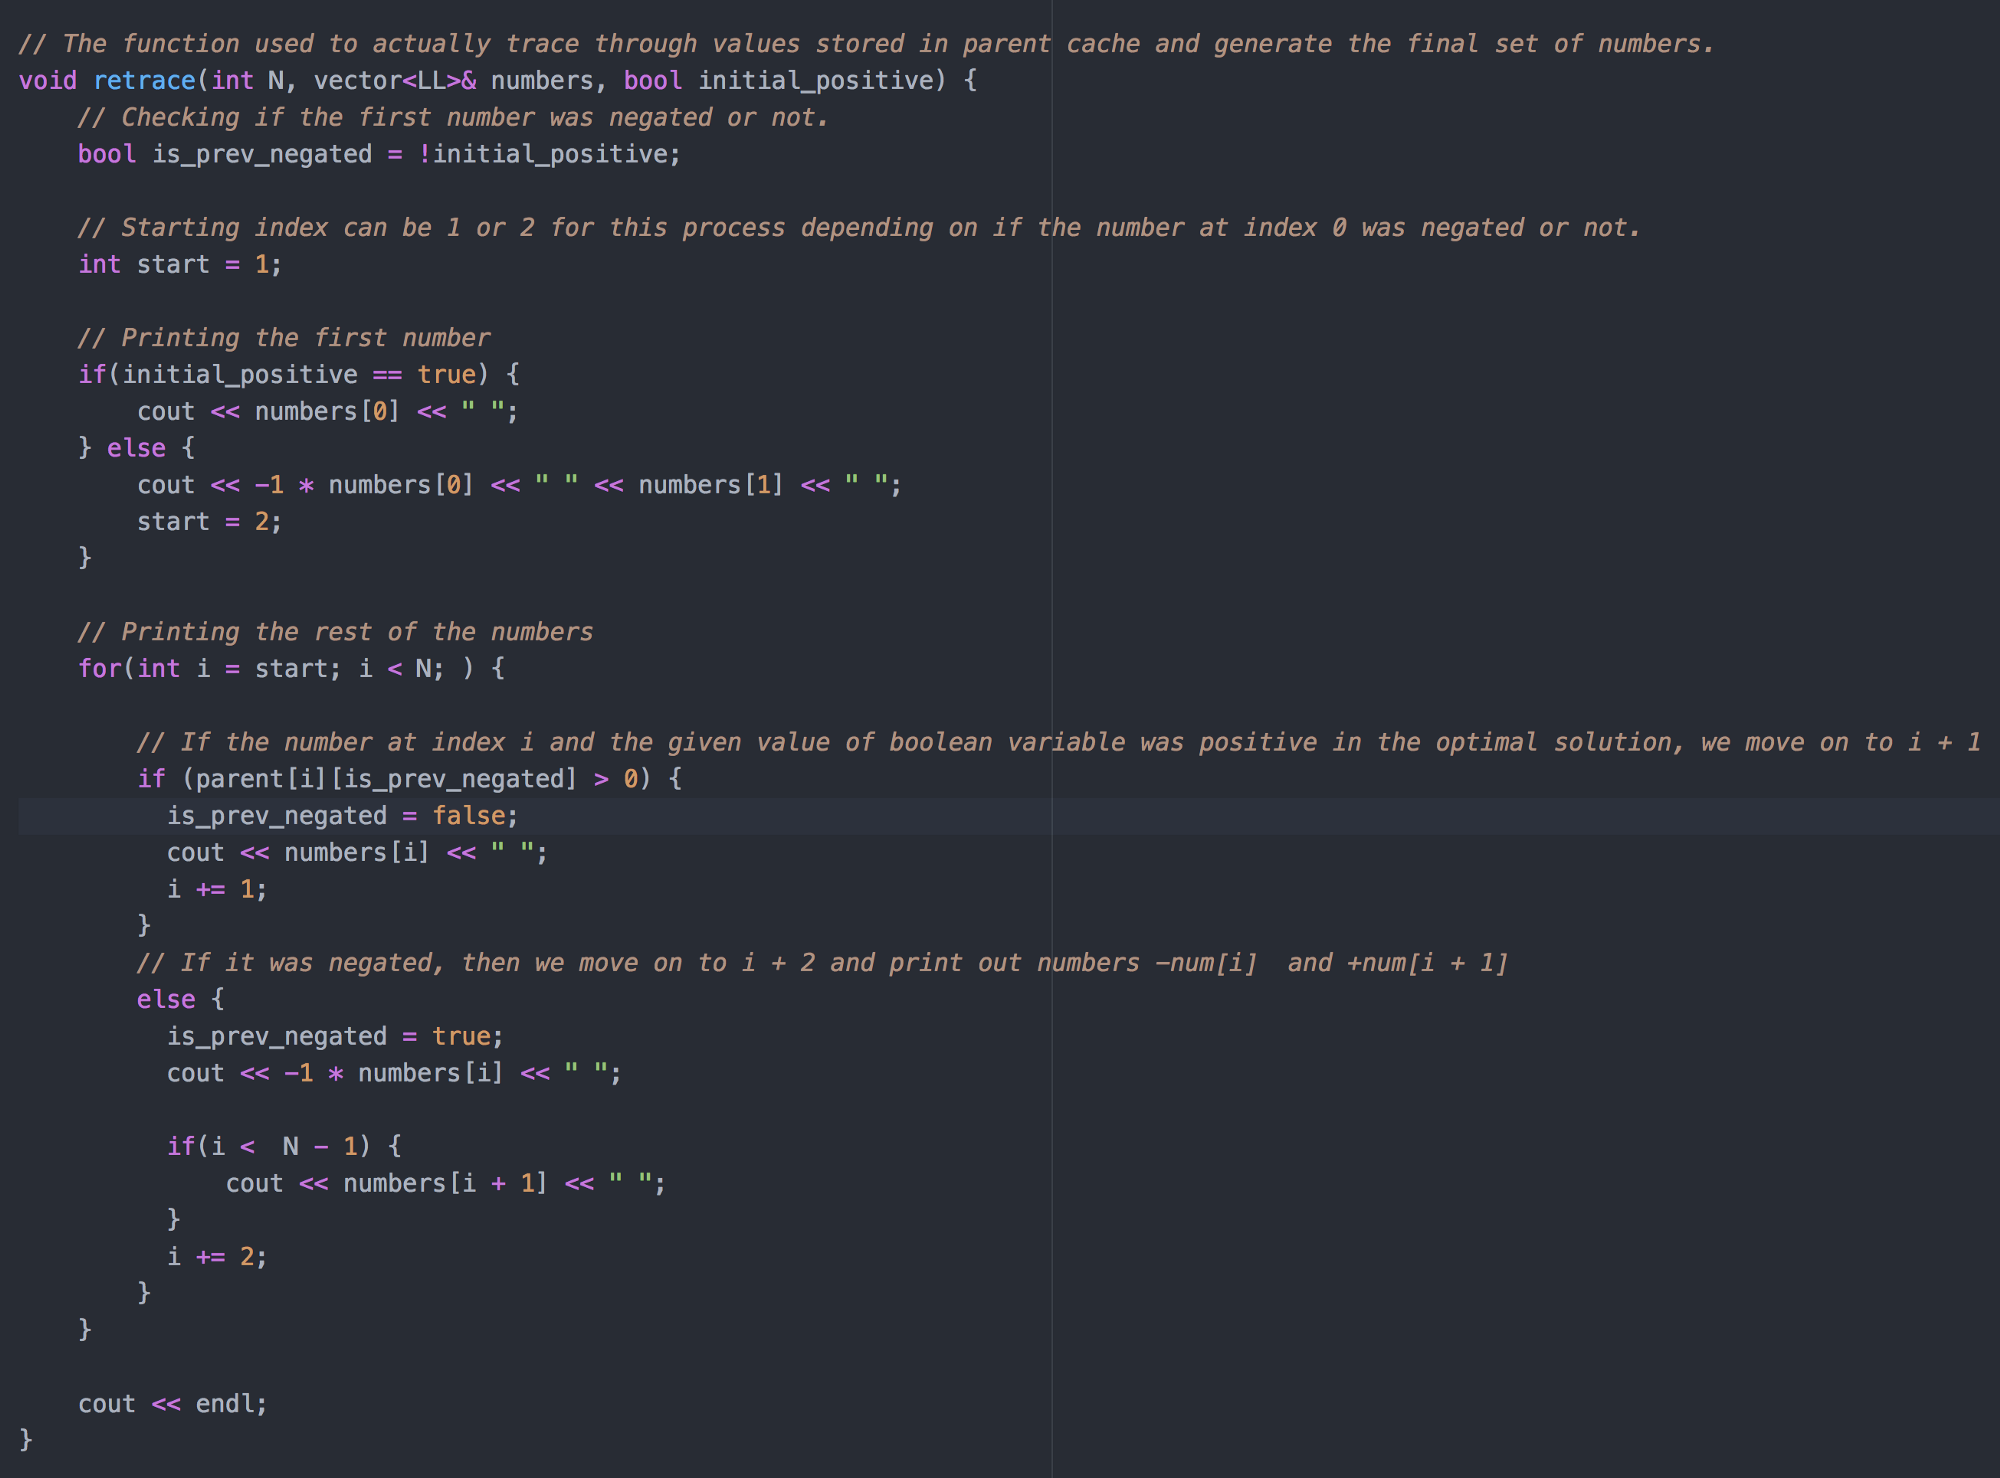 // The function used to actually trace through values stored in parent cache and generate the final set of numbers.
void retrace(int N, vector<LL>& numbers, bool initial_positive) {
    // Checking if the first number was negated or not.
    bool is_prev_negated = !initial_positive;

    // Starting index can be 1 or 2 for this process depending on if the number at index 0 was negated or not.
    int start = 1;

    // Printing the first number
    if(initial_positive == true) {
        cout << numbers[0] << " ";
    } else {
        cout << -1 * numbers[0] << " " << numbers[1] << " ";
        start = 2;
    }

    // Printing the rest of the numbers
    for(int i = start; i < N; ) {

        // If the number at index i and the given value of boolean variable was positive in the optimal solution, we move on to i + 1
        if (parent[i][is_prev_negated] > 0) {
          is_prev_negated = false;
          cout << numbers[i] << " ";
          i += 1;
        }
        // If it was negated, then we move on to i + 2 and print out numbers -num[i]  and +num[i + 1]
        else {
          is_prev_negated = true;
          cout << -1 * numbers[i] << " ";

          if(i <  N - 1) {
              cout << numbers[i + 1] << " ";
          }
          i += 2;
        }
    }

    cout << endl;
}